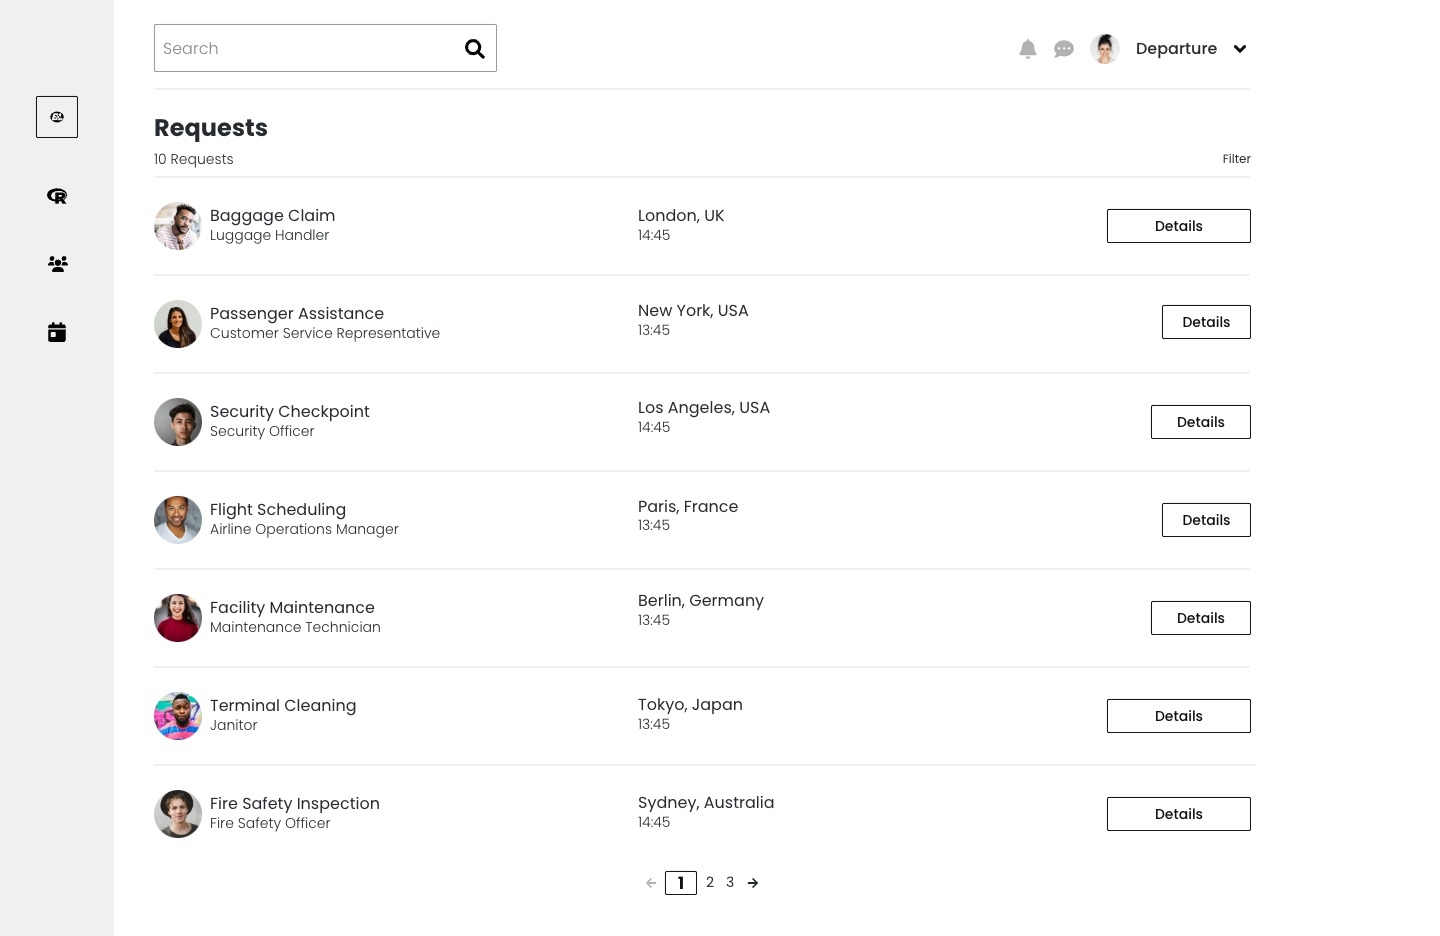 Search
Departure
Requests
10 Requests
Filter
Baggage Claim
Luggage Handler
London, UK
14:45
Details
Passenger Assistance
Customer Service Representative
New York, USA
13:45
Details
Security Checkpoint
Security Officer
Los Angeles, USA
14:45
Details
Flight Scheduling
Airline Operations Manager
Paris, France
13:45
Details
Facility Maintenance
Maintenance Technician
Berlin, Germany
13:45
Details
Terminal Cleaning
Janitor
Tokyo, Japan
13:45
Details
Fire Safety Inspection
Fire Safety Officer
Sydney, Australia
14:45
Details
1 2 3